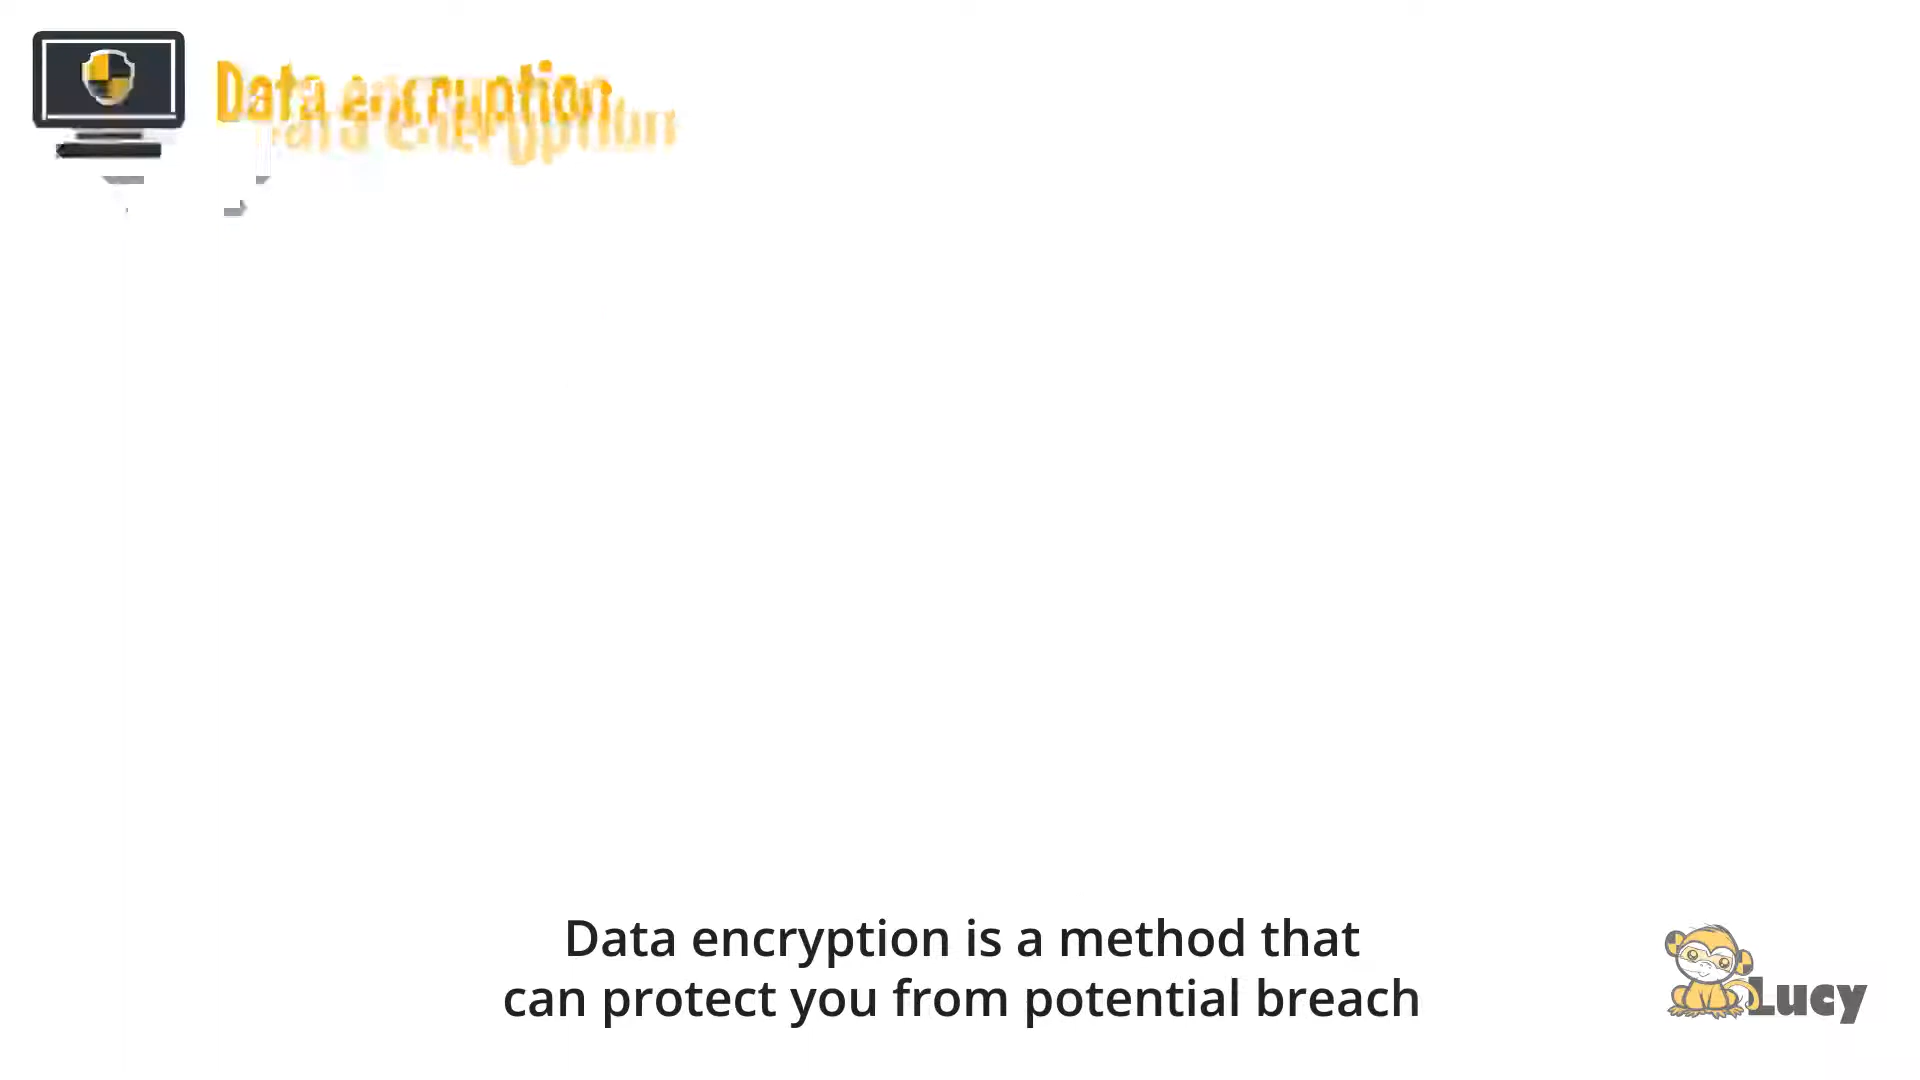 Data encryption
Data encryption is a method that
can protect you from potential breach
Lucy